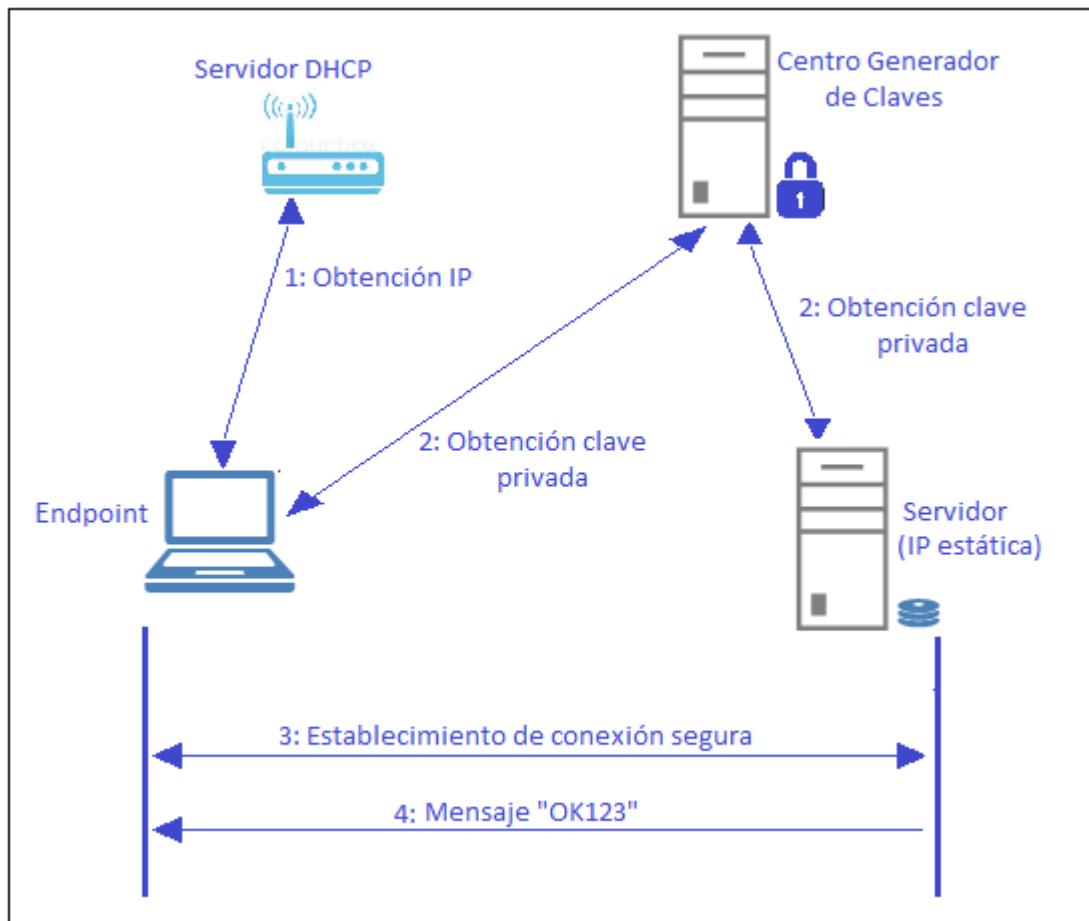 Servidor DHCP
Centro Generador
de Claves
1: Obtención IP
2: Obtención clave
privada
2: Obtención clave
privada
Endpoint
Servidor
(IP estática)
3: Establecimiento de conexión segura
4: Mensaje "OK123"